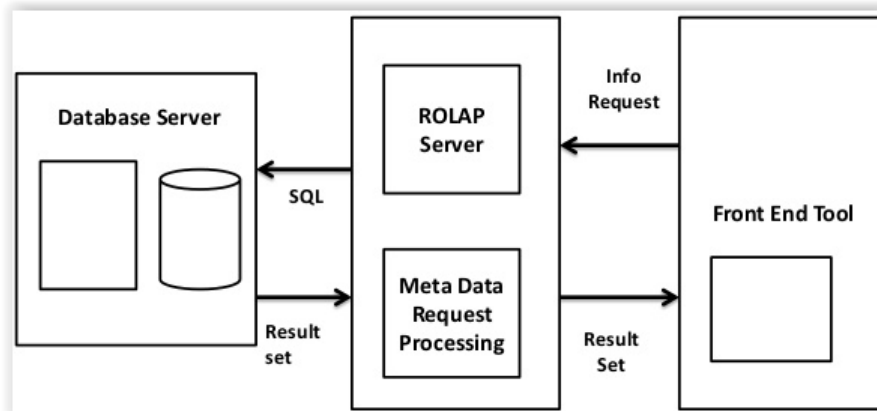 Database Server
SQL
Result
set
ROLAP
Server
Meta Data
Request
Processing
Info
Request
Result
Set
Front End Tool